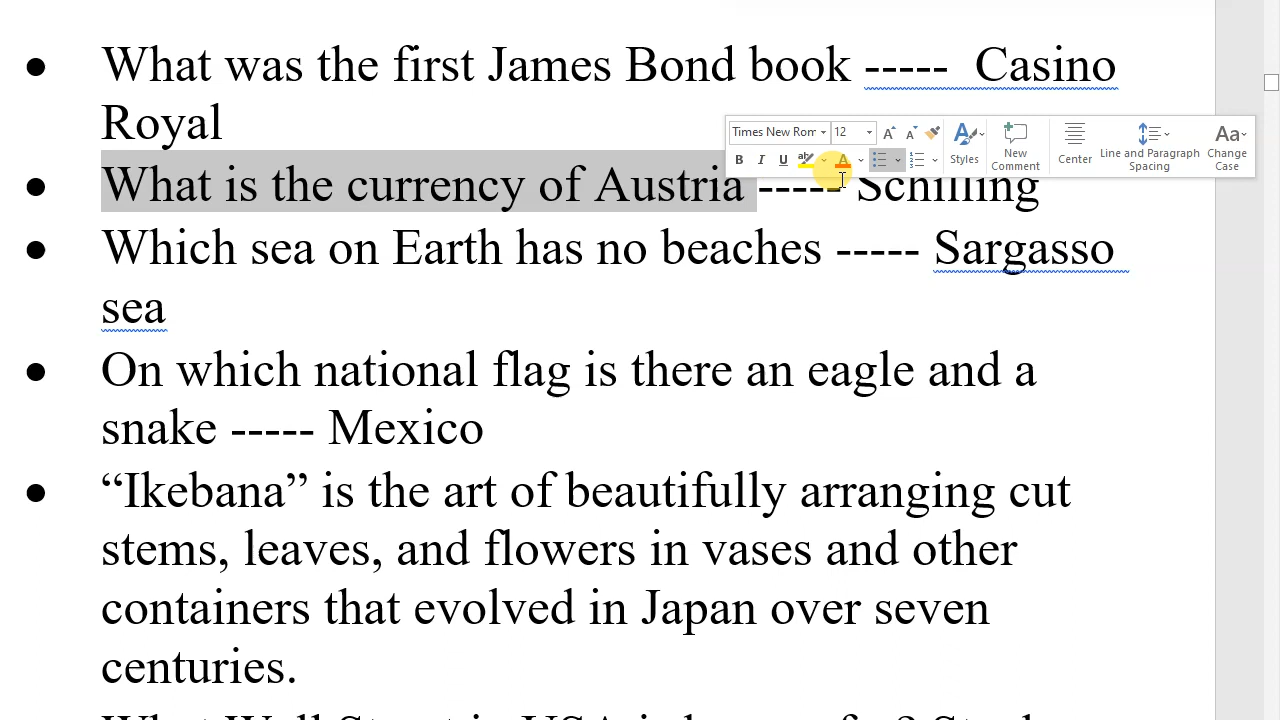 ● What was the first James Bond book -----  Casino
Royal
Times New Ror 12 A A Styles New Comment Center Line and Paragraph Spacing Aa Change Case
B I U ab A
● What is the currency of Austria ----- Schilling
● Which sea on Earth has no beaches ----- Sargasso
sea
● On which national flag is there an eagle and a
snake ----- Mexico
● “Ikebana” is the art of beautifully arranging cut
stems, leaves, and flowers in vases and other
containers that evolved in Japan over seven
centuries.